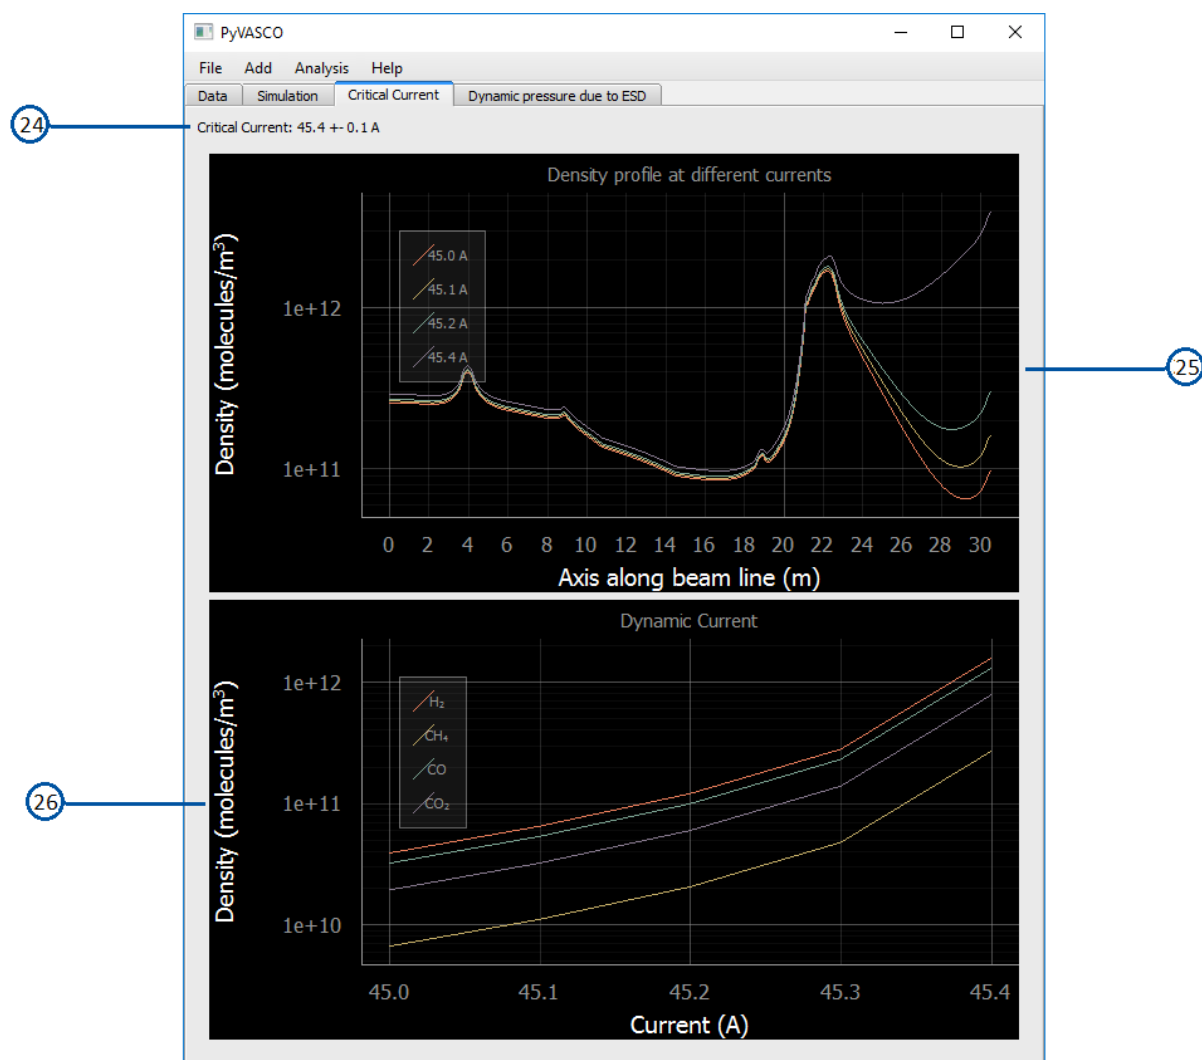 PyVASCO
File Add Analysis Help
Data Simulation Critical Current Dynamic pressure due to ESD
24
Critical Current: 45.4 +- 0.1 A
Density profile at different currents
Density (molecules/m³)
45.0 A
45.1 A
45.2 A
45.4 A
1e+12
1e+11
0 2 4 6 8 10 12 14 16 18 20 22 24 26 28 30
Axis along beam line (m)
25
Dynamic Current
Density (molecules/m³)
H₂
CH₄
CO
CO₂
1e+12
1e+11
1e+10
45.0 45.1 45.2 45.3 45.4
Current (A)
26